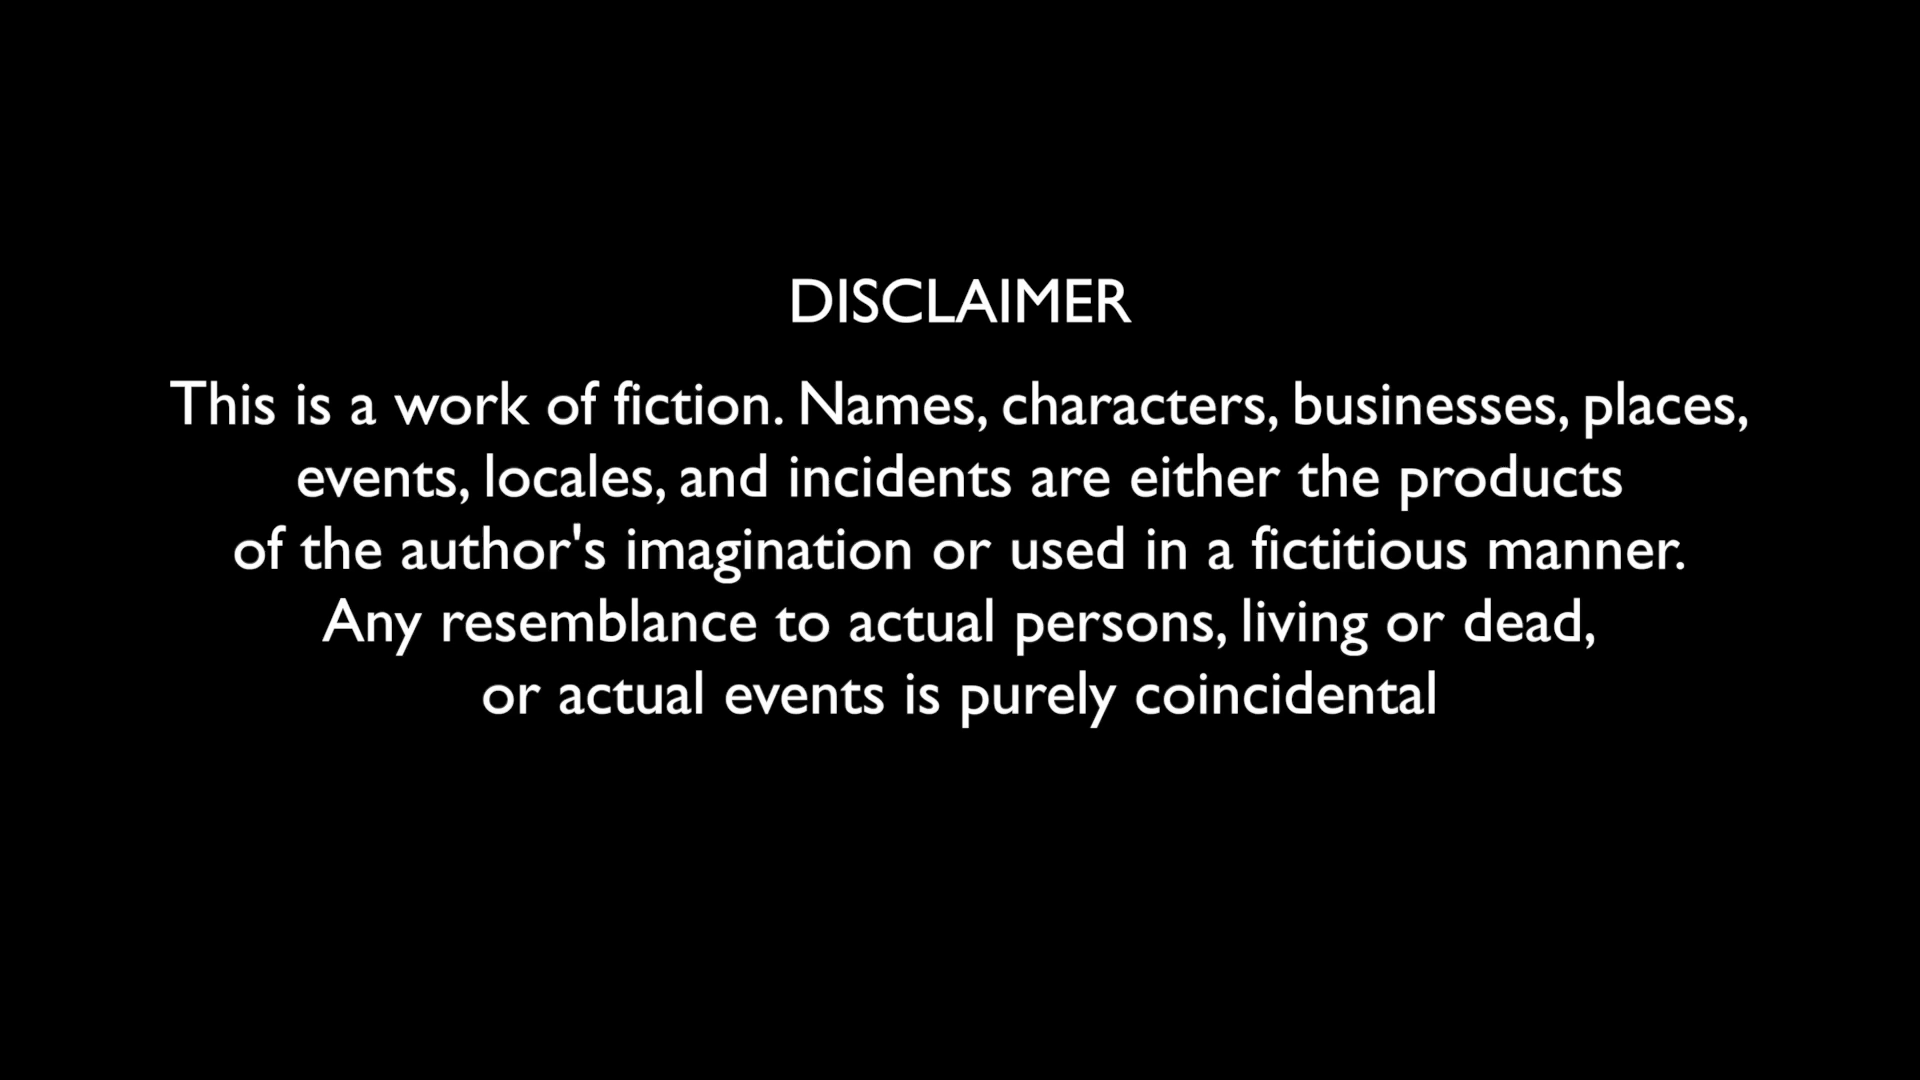 DISCLAIMER
This is a work of fiction. Names, characters, businesses, places,
events, locales, and incidents are either the products
of the author's imagination or used in a fictitious manner.
Any resemblance to actual persons, living or dead,
or actual events is purely coincidental